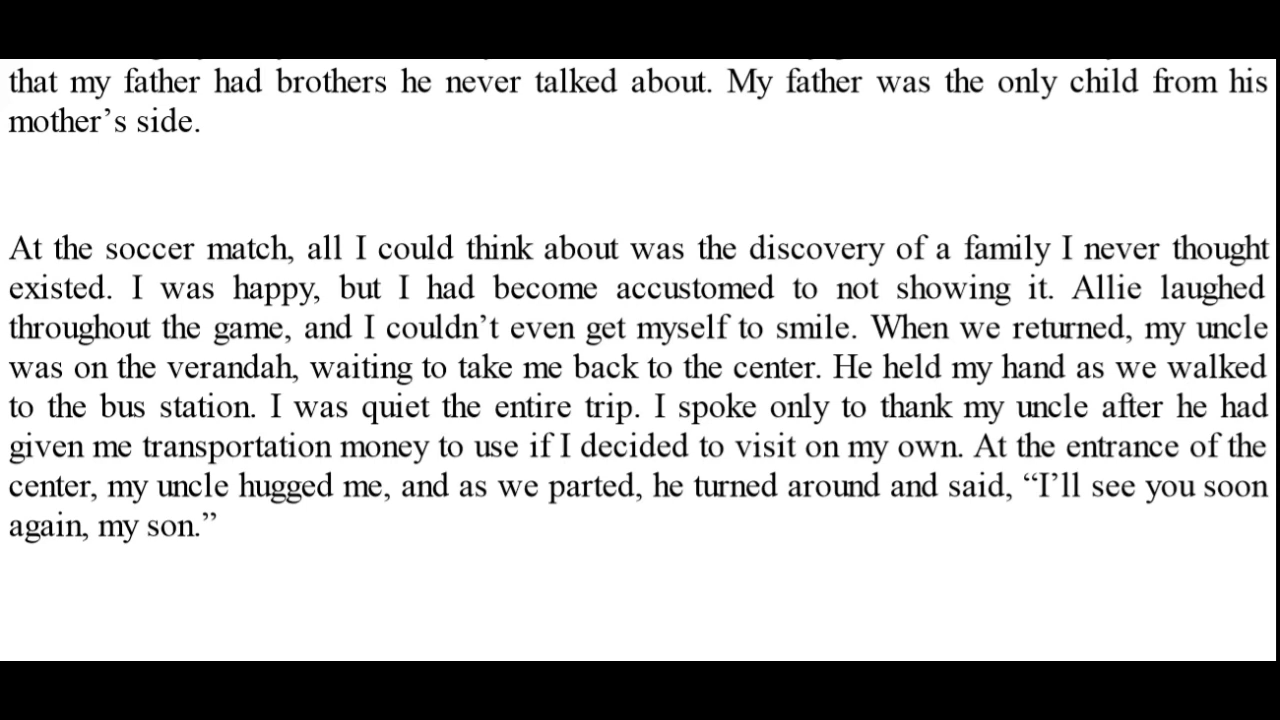 that my father had brothers he never talked about. My father was the only child from his
mother’s side.
At the soccer match, all I could think about was the discovery of a family I never thought
existed. I was happy, but I had become accustomed to not showing it. Allie laughed
throughout the game, and I couldn’t even get myself to smile. When we returned, my uncle
was on the verandah, waiting to take me back to the center. He held my hand as we walked
to the bus station. I was quiet the entire trip. I spoke only to thank my uncle after he had
given me transportation money to use if I decided to visit on my own. At the entrance of the
center, my uncle hugged me, and as we parted, he turned around and said, “I’ll see you soon
again, my son.”